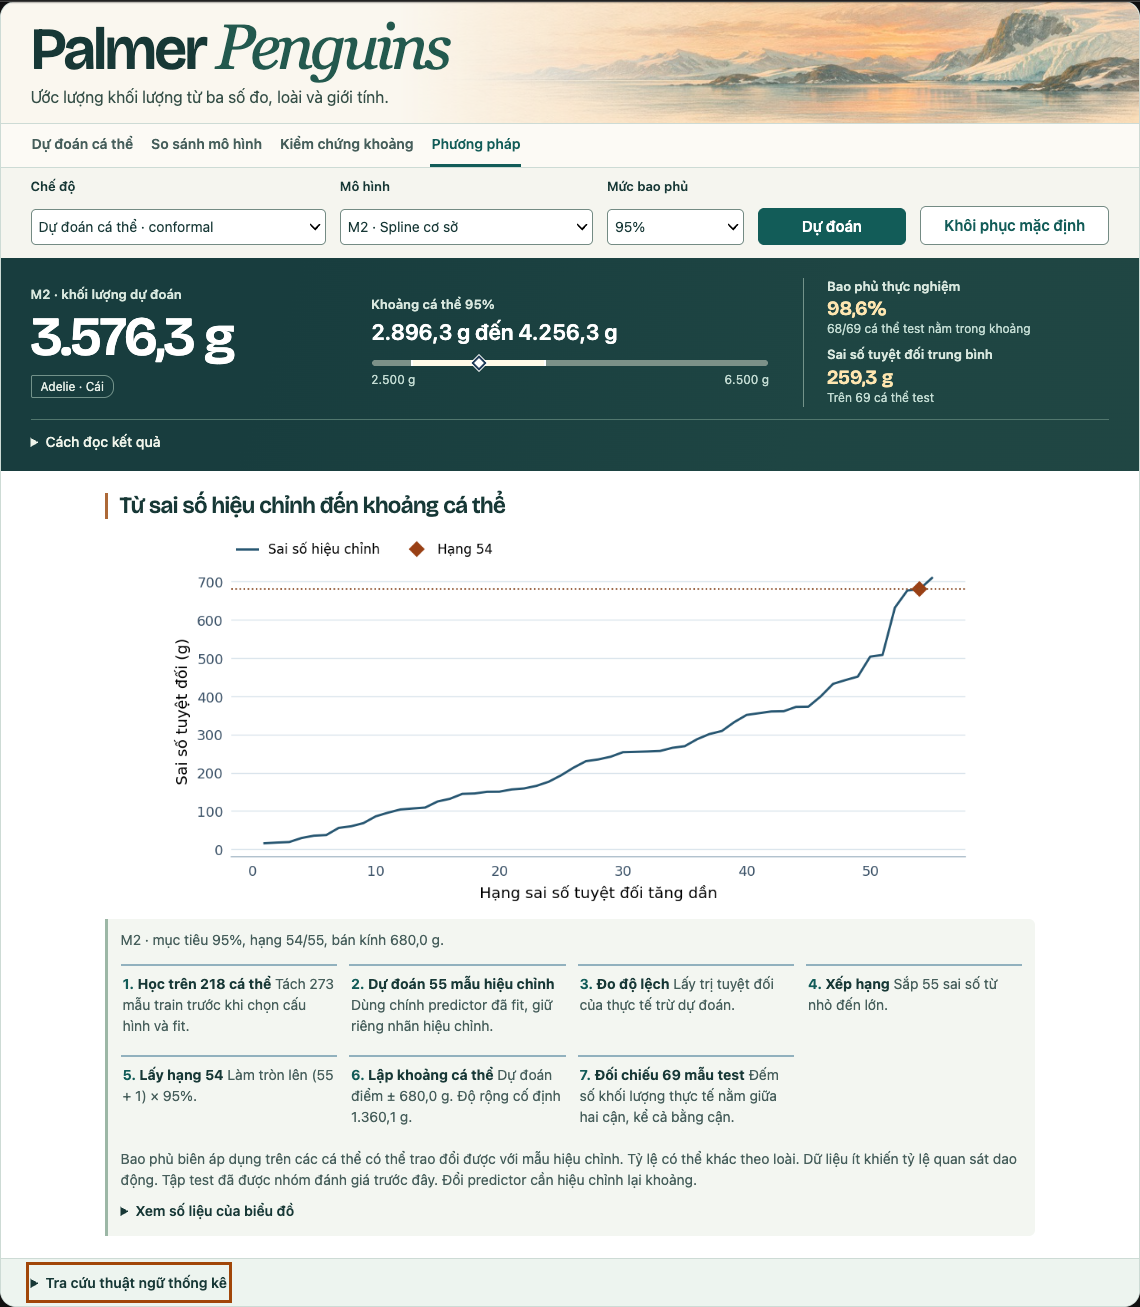 Palmer Penguins
Ước lượng khối lượng từ ba số đo, loài và giới tính.
Dự đoán cá thể So sánh mô hình Kiểm chứng khoảng Phương pháp
Chế độ Mô hình Mức bao phủ
Dự đoán cá thể · conformal M2 · Spline cơ sở 95% Dự đoán Khôi phục mặc định
M2 · khối lượng dự đoán
3.576,3 g
Adelie · Cái
Khoảng cá thể 95%
2.896,3 g đến 4.256,3 g
2.500 g 6.500 g
Bao phủ thực nghiệm
98,6%
68/69 cá thể test nằm trong khoảng
Sai số tuyệt đối trung bình
259,3 g
Trên 69 cá thể test
Cách đọc kết quả
Từ sai số hiệu chỉnh đến khoảng cá thể
Sai số hiệu chỉnh Hạng 54
Sai số tuyệt đối (g)
700
600
500
400
300
200
100
0
0 10 20 30 40 50
Hạng sai số tuyệt đối tăng dần
M2 · mục tiêu 95%, hạng 54/55, bán kính 680,0 g.
1. Học trên 218 cá thể Tách 273
mẫu train trước khi chọn cấu
hình và fit.
2. Dự đoán 55 mẫu hiệu chỉnh
Dùng chính predictor đã fit, giữ
riêng nhãn hiệu chỉnh.
3. Đo độ lệch Lấy trị tuyệt đối
của thực tế trừ dự đoán.
4. Xếp hạng Sắp 55 sai số từ
nhỏ đến lớn.
5. Lấy hạng 54 Làm tròn lên (55
+ 1) × 95%.
6. Lập khoảng cá thể Dự đoán
điểm ± 680,0 g. Độ rộng cố định
1.360,1 g.
7. Đối chiếu 69 mẫu test Đếm
số khối lượng thực tế nằm giữa
hai cận, kể cả bằng cận.
Bao phủ biên áp dụng trên các cá thể có thể trao đổi được với mẫu hiệu chỉnh. Tỷ lệ có thể khác theo loài. Dữ liệu ít khiến tỷ lệ quan sát dao
động. Tập test đã được nhóm đánh giá trước đây. Đổi predictor cần hiệu chỉnh lại khoảng.
Xem số liệu của biểu đồ
Tra cứu thuật ngữ thống kê